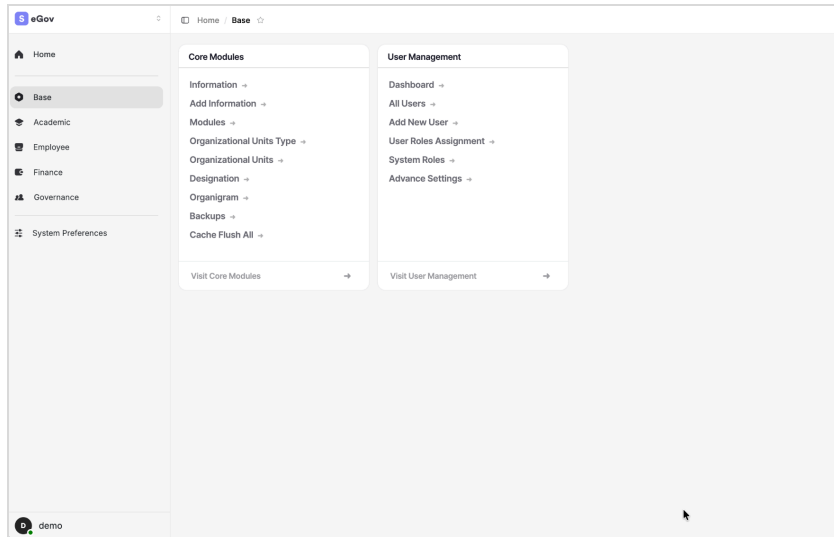 S eGov
Home / Base
Home
Base
Academic
Employee
Finance
Governance
System Preferences
Core Modules
Information →
Add Information →
Modules →
Organizational Units Type →
Organizational Units →
Designation →
Organigram →
Backups →
Cache Flush All →
Visit Core Modules →
User Management
Dashboard →
All Users →
Add New User →
User Roles Assignment →
System Roles →
Advance Settings →
Visit User Management →
D demo